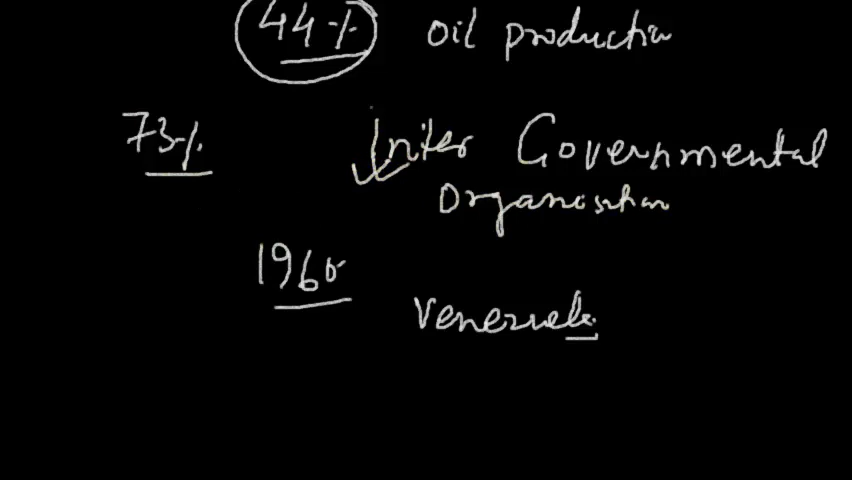 44% oil production
73% Inter Governmental
Organisation
1960
Venezuela